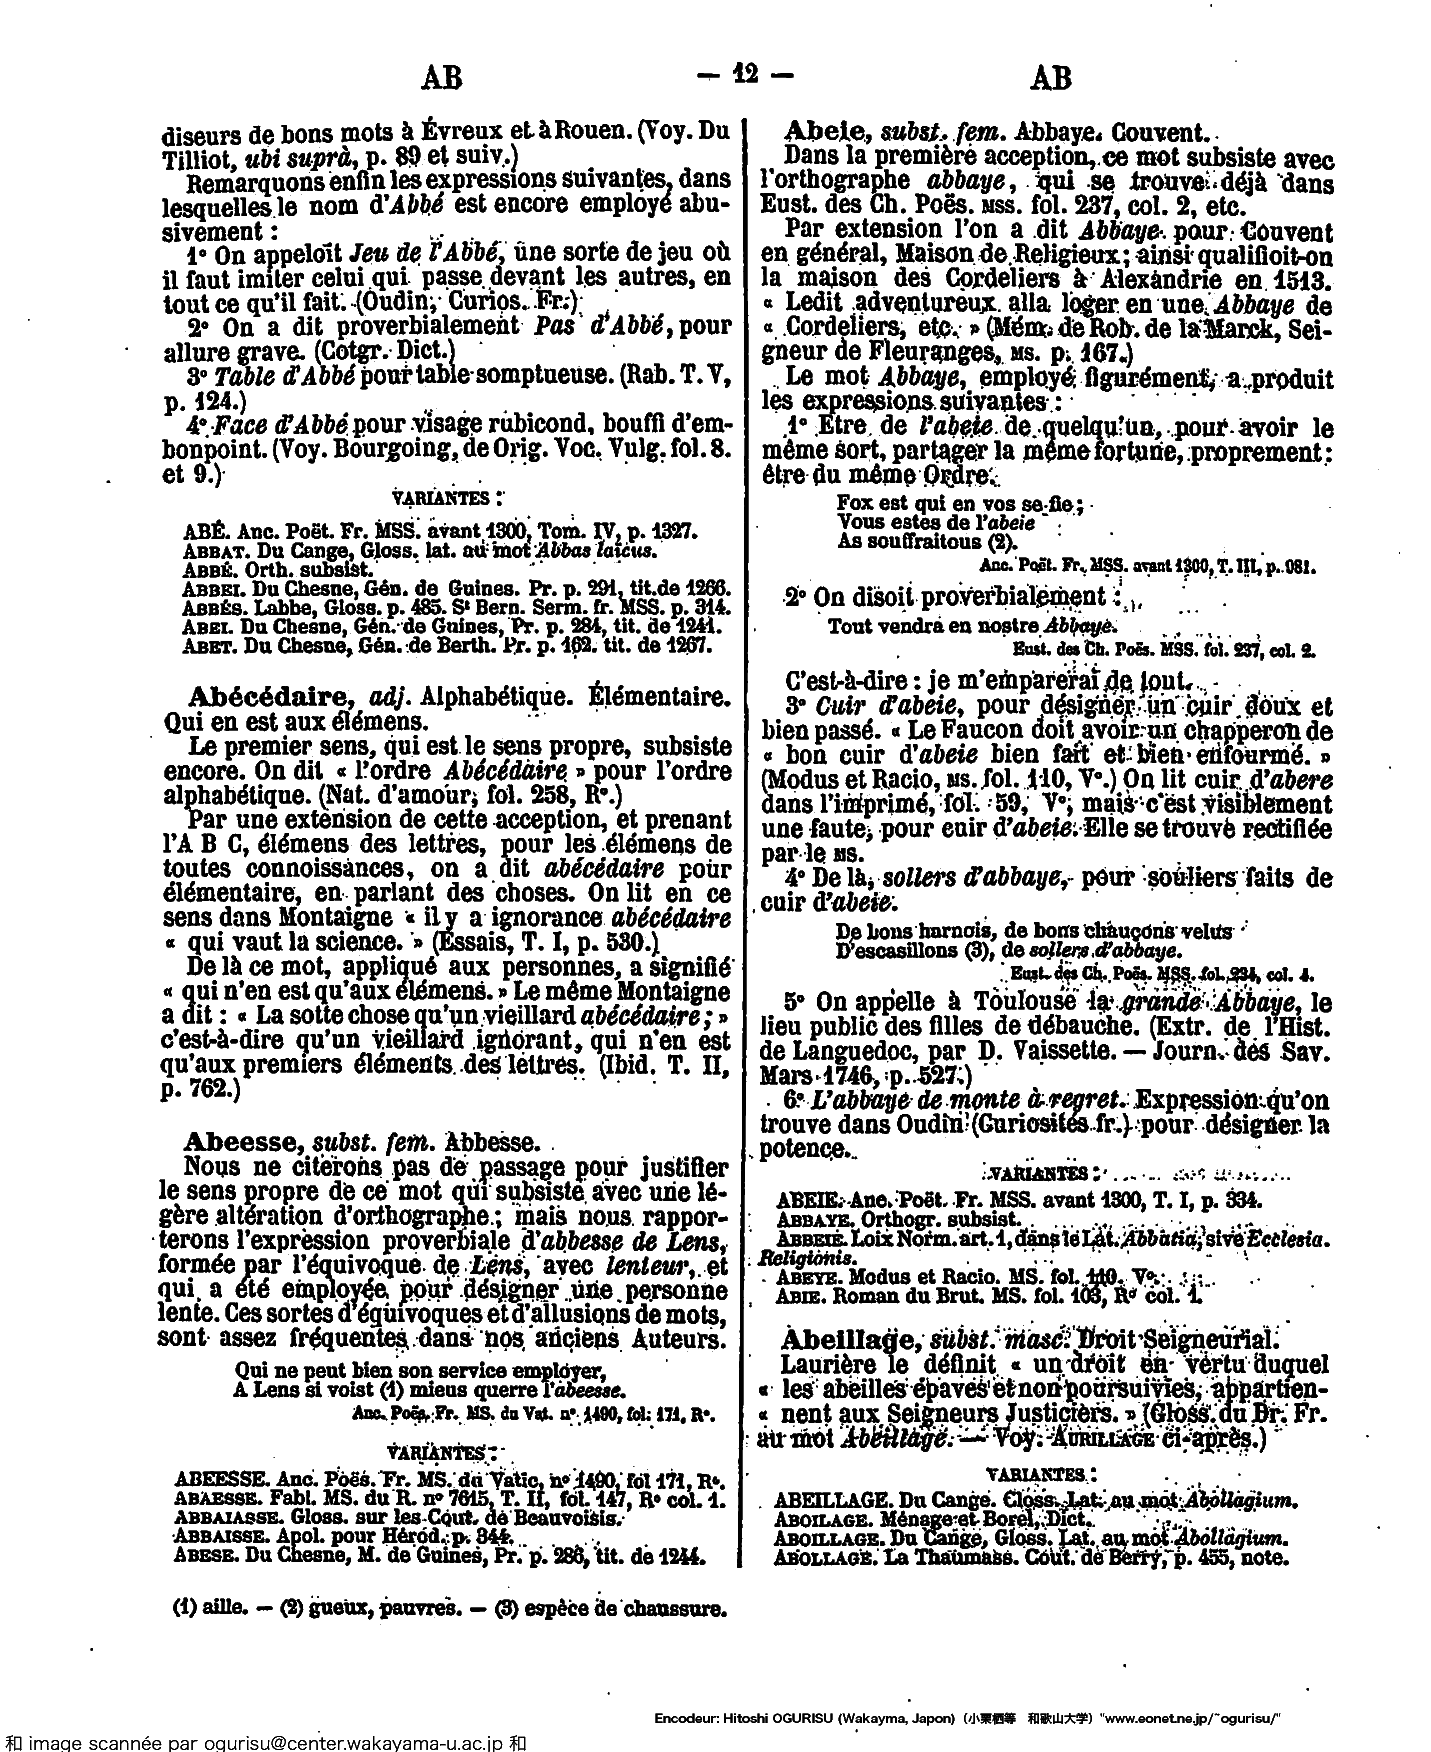 AB
— 12 —
AB
diseurs de bons mots à Évreux et à Rouen. (Voy. Du
Tilliot, ubi suprà, p. 89 et suiv.)
Remarquons enfin les expressions suivantes, dans
lesquelles le nom d'Abbé est encore employé abu-
sivement :
1° On appeloit Jeu de l'Abbé, une sorte de jeu où
il faut imiter celui qui passe devant les autres, en
tout ce qu'il fait. (Oudin, Curios. Fr.)
2° On a dit proverbialement Pas d'Abbé, pour
allure grave. (Cotgr. Dict.)
3° Table d'Abbé pour table somptueuse. (Rab. T. V,
p. 124.)
4° Face d'Abbé pour visage rubicond, bouffi d'em-
bonpoint. (Voy. Bourgoing, de Orig. Voc. Vulg. fol. 8.
et 9.)
VARIANTES :
ABÉ. Anc. Poët. Fr. MSS. avant 1300, Tom. IV, p. 1327.
ABBAT. Du Cange, Gloss. lat. au mot Abbas laicus.
ABBÉ. Orth. subsist.
ABBEI. Du Chesne, Gén. de Guines. Pr. p. 291, tit. de 1266.
ABBÉS. Labbe, Gloss. p. 485. St Bern. Serm. fr. MSS. p. 314.
ABEI. Du Chesne, Gén. de Guines, Pr. p. 284, tit. de 1241.
ABET. Du Chesne, Gén. de Berth. Pr. p. 162. tit. de 1267.
Abécédaire, adj. Alphabétique. Élémentaire.
Qui en est aux élémens.
Le premier sens, qui est le sens propre, subsiste
encore. On dit « l'ordre Abécédaire » pour l'ordre
alphabétique. (Nat. d'amour, fol. 258, R°.)
Par une extension de cette acception, et prenant
l'A B C, élémens des lettres, pour les élémens de
toutes connoissances, on a dit abécédaire pour
élémentaire, en parlant des choses. On lit en ce
sens dans Montaigne « il y a ignorance abécédaire
« qui vaut la science. » (Essais, T. I, p. 530.)
De là ce mot, appliqué aux personnes, a signifié
« qui n'en est qu'aux élémens. » Le même Montaigne
a dit : « La sotte chose qu'un vieillard abécédaire ; »
c'est-à-dire qu'un vieillard ignorant, qui n'en est
qu'aux premiers éléments des lettres. (Ibid. T. II,
p. 762.)
Abeesse, subst. fem. Abbesse.
Nous ne citerons pas de passage pour justifier
le sens propre de ce mot qui subsiste avec une lé-
gère altération d'orthographe ; mais nous rappor-
terons l'expression proverbiale d'abbesse de Lens,
formée par l'équivoque de Lens, avec lenteur, et
qui a été employée pour désigner une personne
lente. Ces sortes d'équivoques et d'allusions de mots,
sont assez fréquentes dans nos anciens Auteurs.
Qui ne peut bien son service employer,
A Lens si voist (1) mieus querre l'abeesse.
Anc. Poës. Fr. MS. du Vat. n° 1490, fol. 171, R°.
VARIANTES :
ABEESSE. Anc. Poës. Fr. MS. du Vatic. n° 1490, fol 171, R°.
ABAESSE. Fabl. MS. du R. n° 7615, T. II, fol. 147, R° col. 1.
ABBAIASSE. Gloss. sur les Cout. de Beauvoisis.
ABBAISSE. Apol. pour Hérod. p. 344.
ABESE. Du Chesne, M. de Guines, Pr. p. 286, tit. de 1244.
(1) aille. — (2) gueux, pauvres. — (3) espèce de chaussure.
Abeie, subst. fem. Abbaye. Couvent.
Dans la première acception, ce mot subsiste avec
l'orthographe abbaye, qui se trouve déjà dans
Eust. des Ch. Poës. MSS. fol. 237, col. 2, etc.
Par extension l'on a dit Abbaye pour Couvent
en général, Maison de Religieux ; ainsi qualifioit-on
la maison des Cordeliers à Alexandrie en 1513.
« Ledit adventureux alla loger en une Abbaye de
« Cordeliers, etc. » (Mém. de Rob. de la Marck, Sei-
gneur de Fleuranges, MS. p. 167.)
Le mot Abbaye, employé figurément, a produit
les expressions suivantes :
1° Etre de l'abeie de quelqu'un, pour avoir le
même sort, partager la même fortune, proprement :
être du même Ordre.
Fox est qui en vos se fie ;
Vous estes de l'abeie
As souffraitous (2).
Anc. Poët. Fr. MSS. avant 1300, T. III, p. 981.
2° On disoit proverbialement :
Tout vendra en nostre Abbaye.
Eust. des Ch. Poës. MSS. fol. 237, col. 2.
C'est-à-dire : je m'emparerai de tout.
3° Cuir d'abeie, pour désigner un cuir doux et
bien passé. « Le Faucon doit avoir un chapperon de
« bon cuir d'abeie bien fait et bien enfourmé. »
(Modus et Racio, MS. fol. 110, V°.) On lit cuir d'abere
dans l'imprimé, fol. 59, V°, mais c'est visiblement
une faute, pour cuir d'abeie. Elle se trouve rectifiée
par le MS.
4° De là, sollers d'abbaye, pour souliers faits de
cuir d'abeie.
De bons harnois, de bons chauçons velus
D'escasillons (3), de sollers d'abbaye.
Eust. des Ch. Poës. MSS. fol. 234, col. 4.
5° On appelle à Toulouse la grande Abbaye, le
lieu public des filles de débauche. (Extr. de l'Hist.
de Languedoc, par D. Vaissette. — Journ. des Sav.
Mars 1746, p. 527.)
6° L'abbaye de monte à regret. Expression qu'on
trouve dans Oudin (Curiosités fr.) pour désigner la
potence.
VARIANTES :
ABEIE. Anc. Poët. Fr. MSS. avant 1300, T. I, p. 334.
ABBAYE. Orthogr. subsist.
ABBEIE. Loix Norm. art. 1, dans le Lat. Abbatia, sive Ecclesia.
Religionis.
ABEYE. Modus et Racio. MS. fol. 110. V°.
ABIE. Roman du Brut. MS. fol. 103, R° col. 1.
Abeillage, subst. masc. Droit Seigneurial.
Laurière le définit « un droit en vertu duquel
« les abeilles épaves et non poursuivies, appartien-
« nent aux Seigneurs Justiciers. » (Gloss. du Dr. Fr.
au mot Abeillage. — Voy. AURILLAGE ci-après.)
VARIANTES :
ABEILLAGE. Du Cange. Gloss. Lat. au mot Abollagium.
ABOILAGE. Ménage et Borel, Dict.
ABOILLAGE. Du Cange, Gloss. Lat. au mot Abollagium.
ABOLLAGE. La Thaumass. Cout. de Berry, p. 455, note.
Encodeur: Hitoshi OGURISU (Wakayma, Japon) (小栗栖等 和歌山大学) "www.eonet.ne.jp/~ogurisu/"
和 image scannée par ogurisu@center.wakayama-u.ac.jp 和